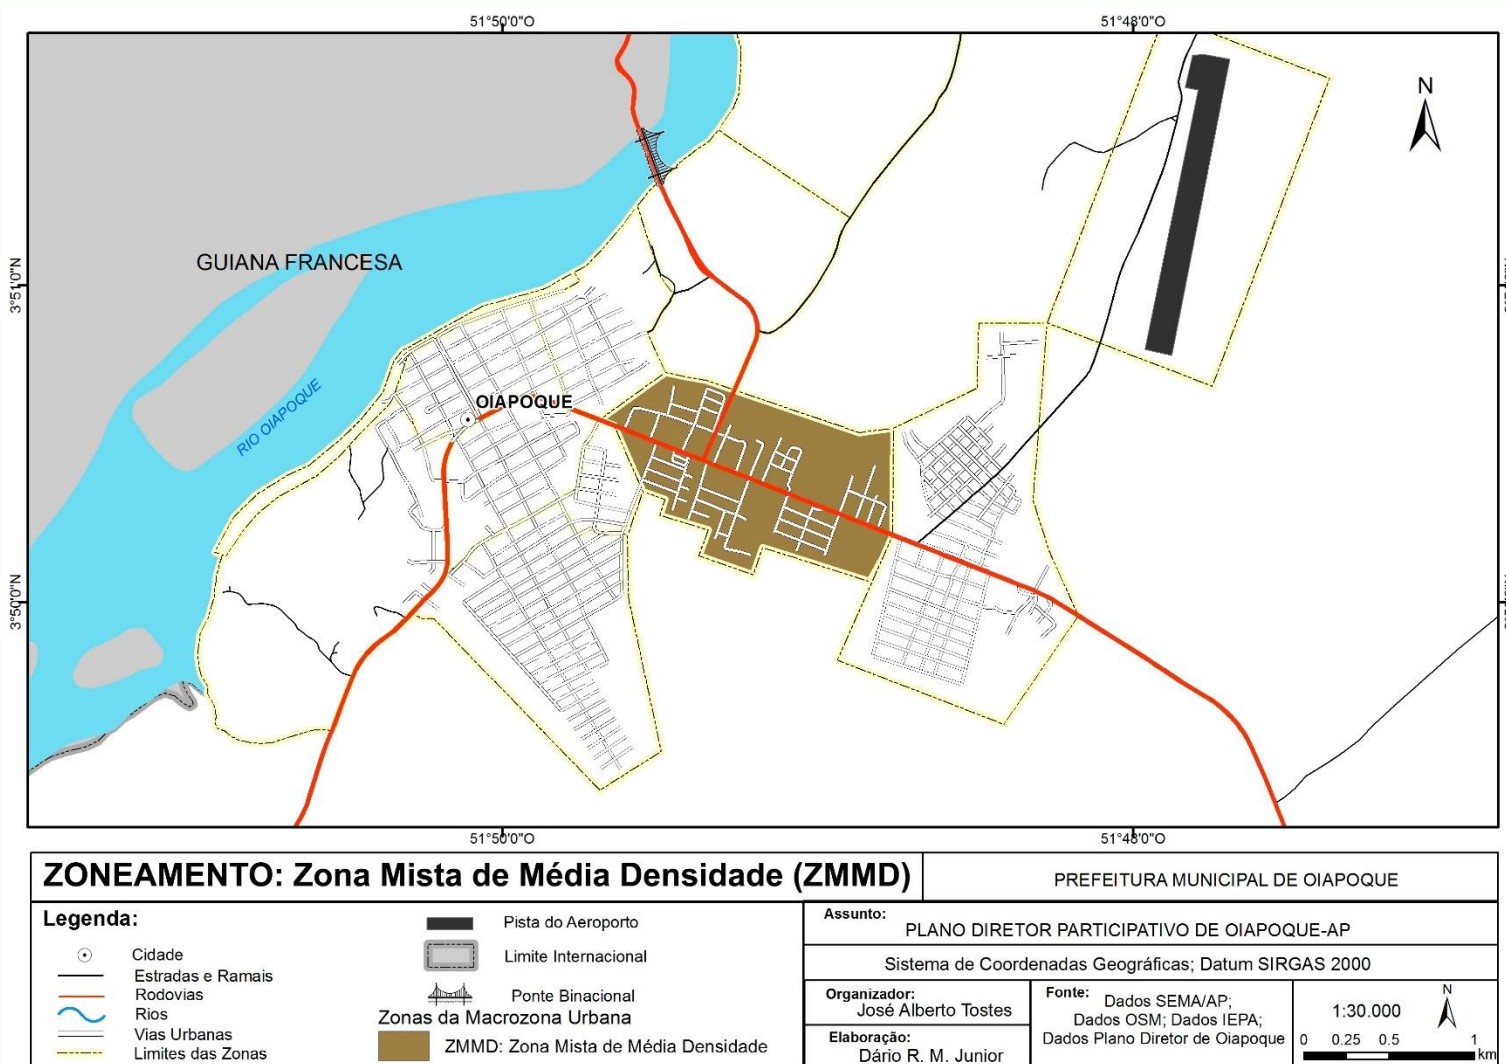 51°50'0"O
51°48'0"O
N
GUIANA FRANCESA
3°51'0"N
RIO OIAPOQUE
OIAPOQUE
3°50'0"N
51°50'0"O
51°48'0"O
ZONEAMENTO: Zona Mista de Média Densidade (ZMMD)
PREFEITURA MUNICIPAL DE OIAPOQUE
Legenda:
Cidade
Estradas e Ramais
Rodovias
Rios
Vias Urbanas
Limites das Zonas
Pista do Aeroporto
Limite Internacional
Ponte Binacional
Zonas da Macrozona Urbana
ZMMD: Zona Mista de Média Densidade
Assunto:
PLANO DIRETOR PARTICIPATIVO DE OIAPOQUE-AP
Sistema de Coordenadas Geográficas; Datum SIRGAS 2000
Organizador:
José Alberto Tostes
Elaboração:
Dário R. M. Junior
Fonte: Dados SEMA/AP;
Dados OSM; Dados IEPA;
Dados Plano Diretor de Oiapoque
1:30.000
N
0 0.25 0.5 1
km